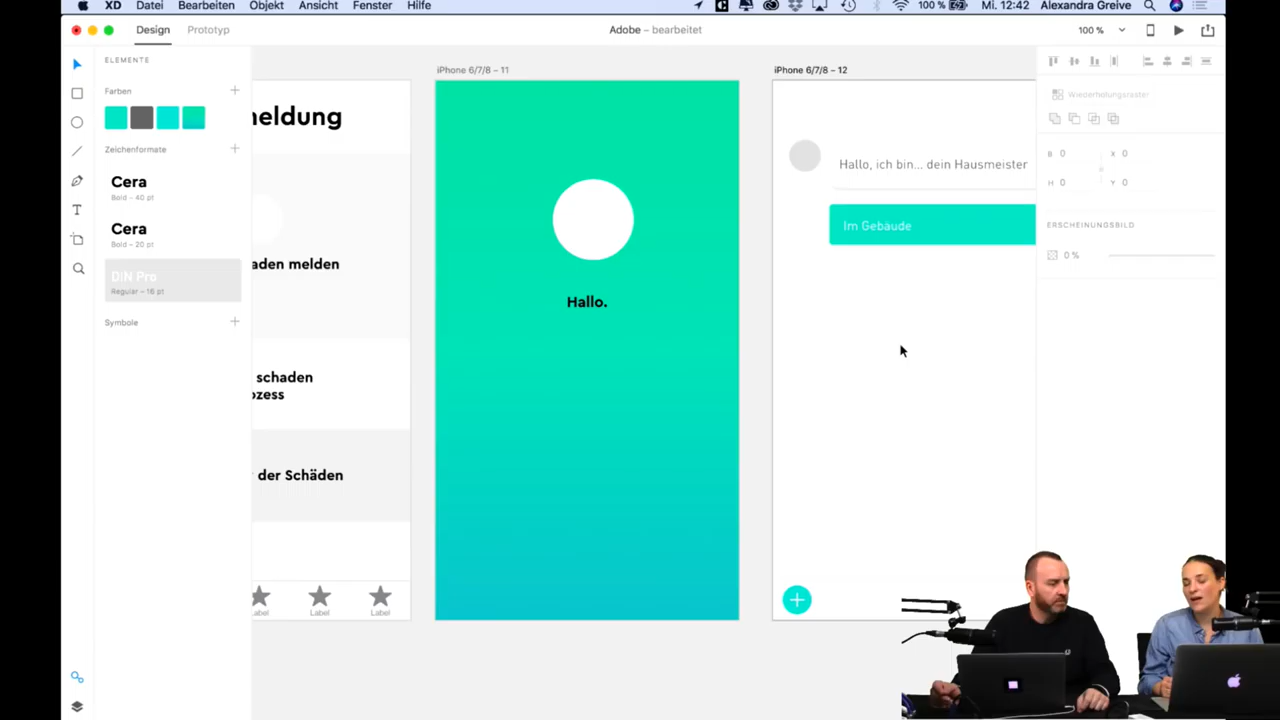 XD Datei Bearbeiten Objekt Ansicht Fenster Hilfe 100 % Mi. 12:42 Alexandra Greive
Design Prototyp Adobe – bearbeitet 100 %
ELEMENTE
Farben
Zeichenformate
Cera
Bold – 40 pt
Cera
Bold – 20 pt
DIN Pro
Regular – 16 pt
Symbole
meldung
aden melden
schaden
ozess
der Schäden
Label
Label
Label
iPhone 6/7/8 – 11
Hallo.
iPhone 6/7/8 – 12
Hallo, ich bin... dein Hausmeister
Im Gebäude
Wiederholungsraster
B 0 X 0
H 0 Y 0
ERSCHEINUNGSBILD
0 %